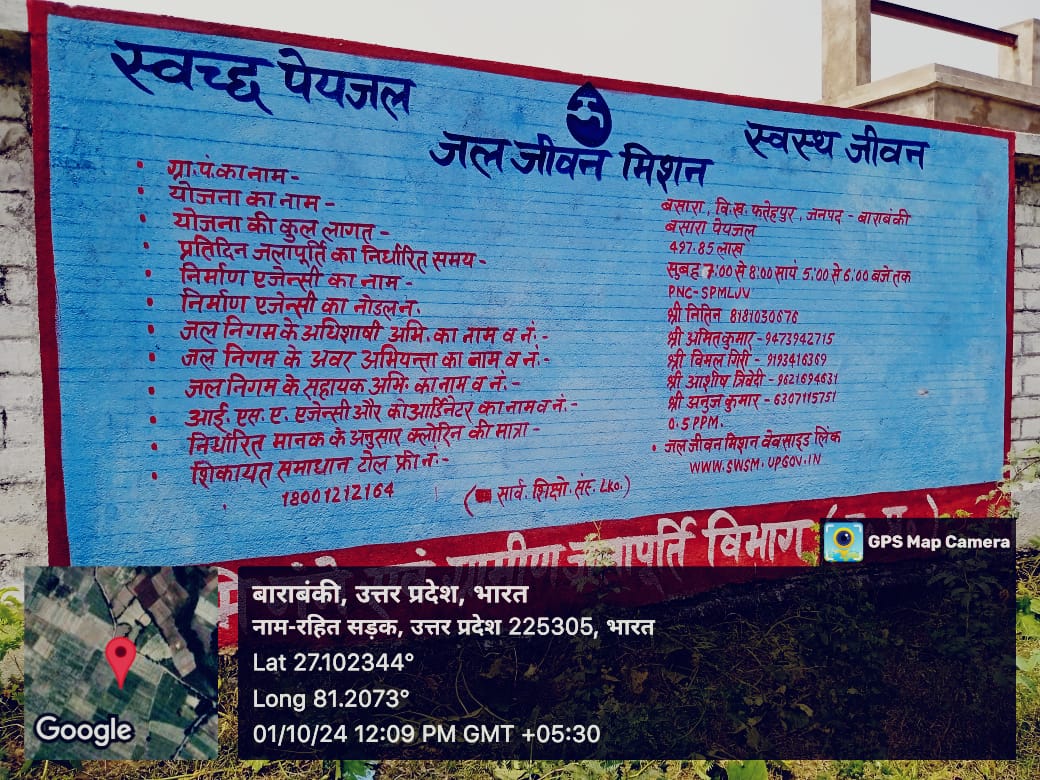 स्वच्छ पेयजल
जल जीवन मिशन
स्वस्थ जीवन
• ग्रा.पं.का नाम - बसारा, वि.ख. फतेहपुर, जनपद - बाराबंकी
• योजना का नाम - बसारा पेयजल
• योजना की कुल लागत - 497.85 लाख
• प्रतिदिन जलापूर्ति का निर्धारित समय - सुबह 7:00 से 8:00 सायं 5:00 से 6:00 बजे तक
• निर्माण एजेन्सी का नाम - PNC-SPMLJV
• निर्माण एजेन्सी का नोडल नं. श्री नितिन 8181030676
• जल निगम के अधिशाषी अभि. का नाम व नं:- श्री अमित कुमार - 9473942715
• जल निगम के अवर अभियन्ता का नाम व नं:- श्री विमल गिरी - 9193416369
• जल निगम के सहायक अभि. का नाम व नं:- श्री आशीष त्रिवेदी - 9621694631
• आई. एस. ए. एजेन्सी और कोआर्डिनेटर का नाम व नं:- श्री अनुज कुमार - 6307115751
• निर्धारित मानक के अनुसार क्लोरिन की मात्रा - 0.5 PPM.
• शिकायत समाधान टोल फ्री नं:-
18001212164
• जल जीवन मिशन वेवसाइड लिंक
WWW.SWSM.UPGOV.IN
सार्व. शिक्षो. सं. Lko.)
ग्रामीण जलापूर्ति विभाग
GPS Map Camera
बाराबंकी, उत्तर प्रदेश, भारत
नाम-रहित सड़क, उत्तर प्रदेश 225305, भारत
Lat 27.102344°
Long 81.2073°
01/10/24 12:09 PM GMT +05:30
Google